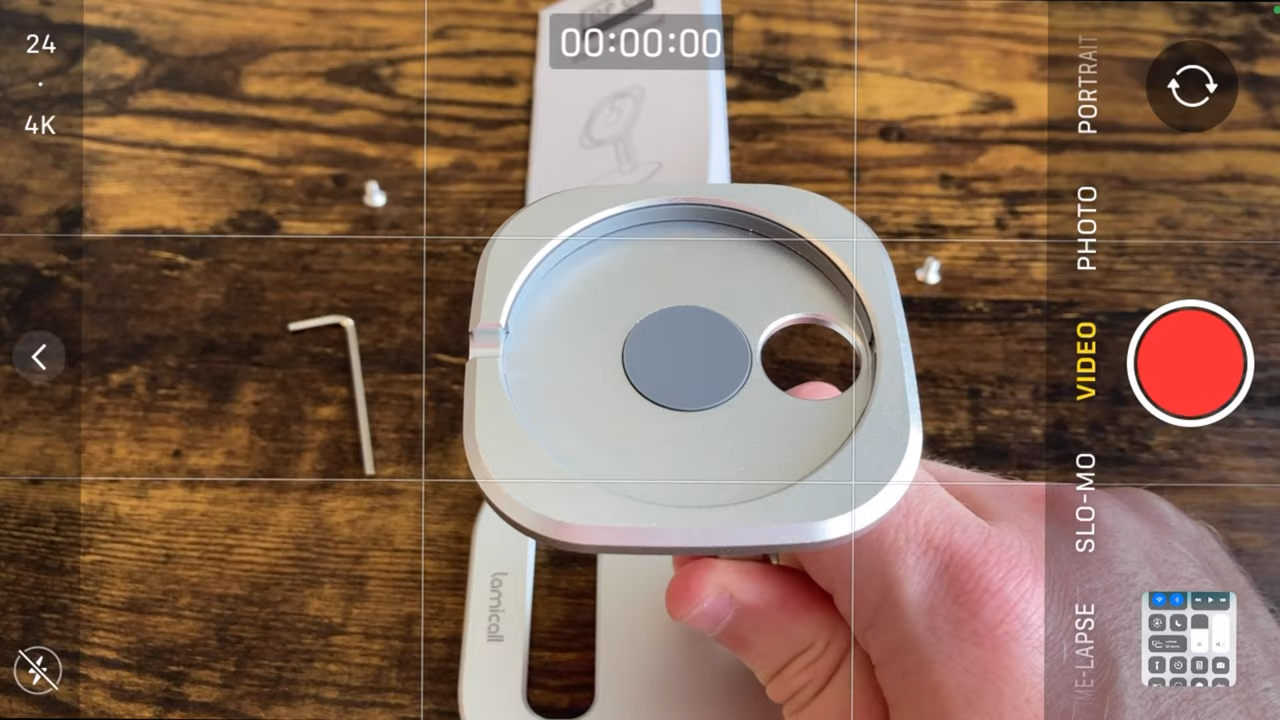 24
4K
00:00:00
PORTRAIT
PHOTO
VIDEO
SLO-MO
ME-LAPSE
lamicall